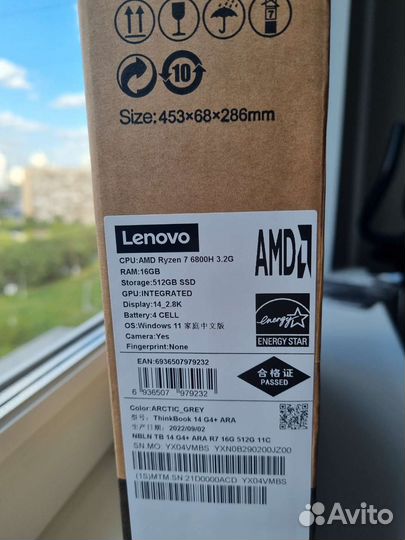 7
10
Size:453×68×286mm
Lenovo
AMD
CPU:AMD Ryzen 7 6800H 3.2G
RAM:16GB
Storage:512GB SSD
GPU:INTEGRATED
Display:14_2.8K
Battery:4 CELL
OS:Windows 11 家庭中文版
Camera:Yes
Fingerprint:None
energy
ENERGY STAR
EAN:6936507979232
6 936507 979232
合格证
PASSED
Color:ARCTIC_GREY
型号: ThinkBook 14 G4+ ARA
生产日期: 2022/09/02
NBLN TB 14 G4+ ARA R7 16G 512G 11C
SN.MO: YX04VMBS YXN0B290200JZ00
(1S)MTM.SN:21D0000ACD YX04VMBS
Avito